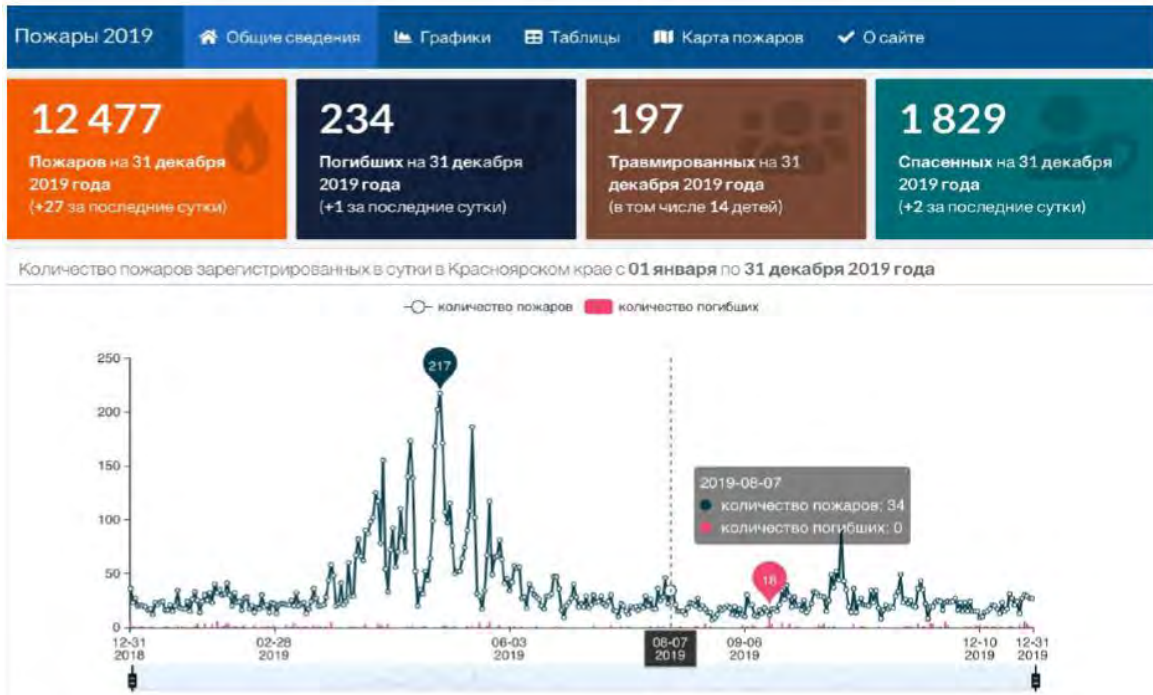 Пожары 2019 Общие сведения Графики Таблицы Карта пожаров О сайте
12 477 234 197 1 829
Пожаров на 31 декабря 2019 года (+27 за последние сутки)
Погибших на 31 декабря 2019 года (+1 за последние сутки)
Травмированных на 31 декабря 2019 года (в том числе 14 детей)
Спасенных на 31 декабря 2019 года (+2 за последние сутки)
Количество пожаров зарегистрированных в сутки в Красноярском крае с 01 января по 31 декабря 2019 года
количество пожаров количество погибших
250
217
200
150
2019-08-07
количество пожаров: 34
100
количество погибших: 0
50
18
0
12-31 02-28 06-03 08-07 09-06 12-10 12-31
2018 2019 2019 2019 2019 2019 2019